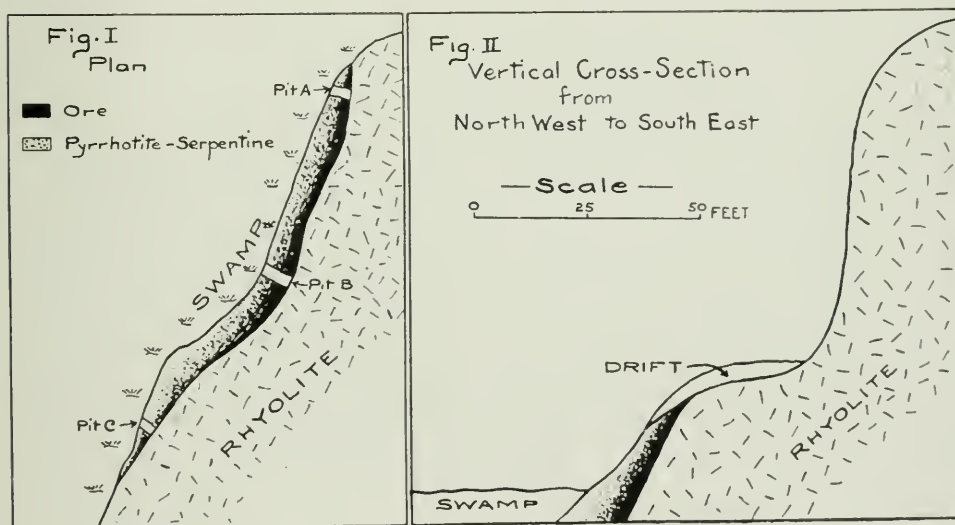 Fig. I
Plan
Ore
Pyrrhotite-Serpentine
Pit A
SWAMP
Pit B
RHYOLITE
Pit C
Fig. II
Vertical Cross-Section
from
North West to South East
Scale
0 25 50 FEET
DRIFT
RHYOLITE
SWAMP